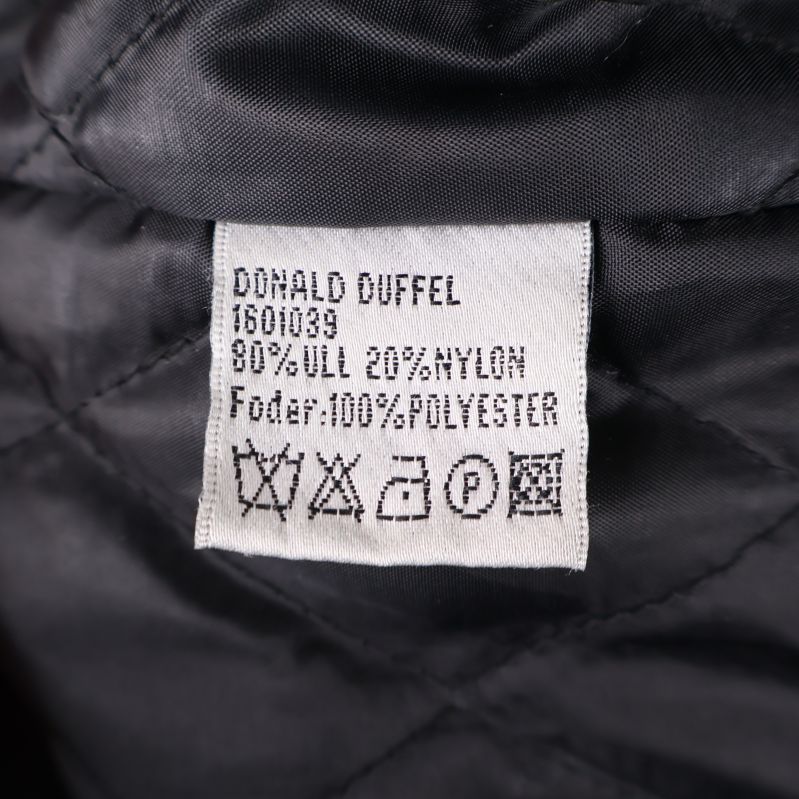 DONALD DUFFEL
1601039
80%ULL 20%NYLON
Foder:100%POLYESTER
P